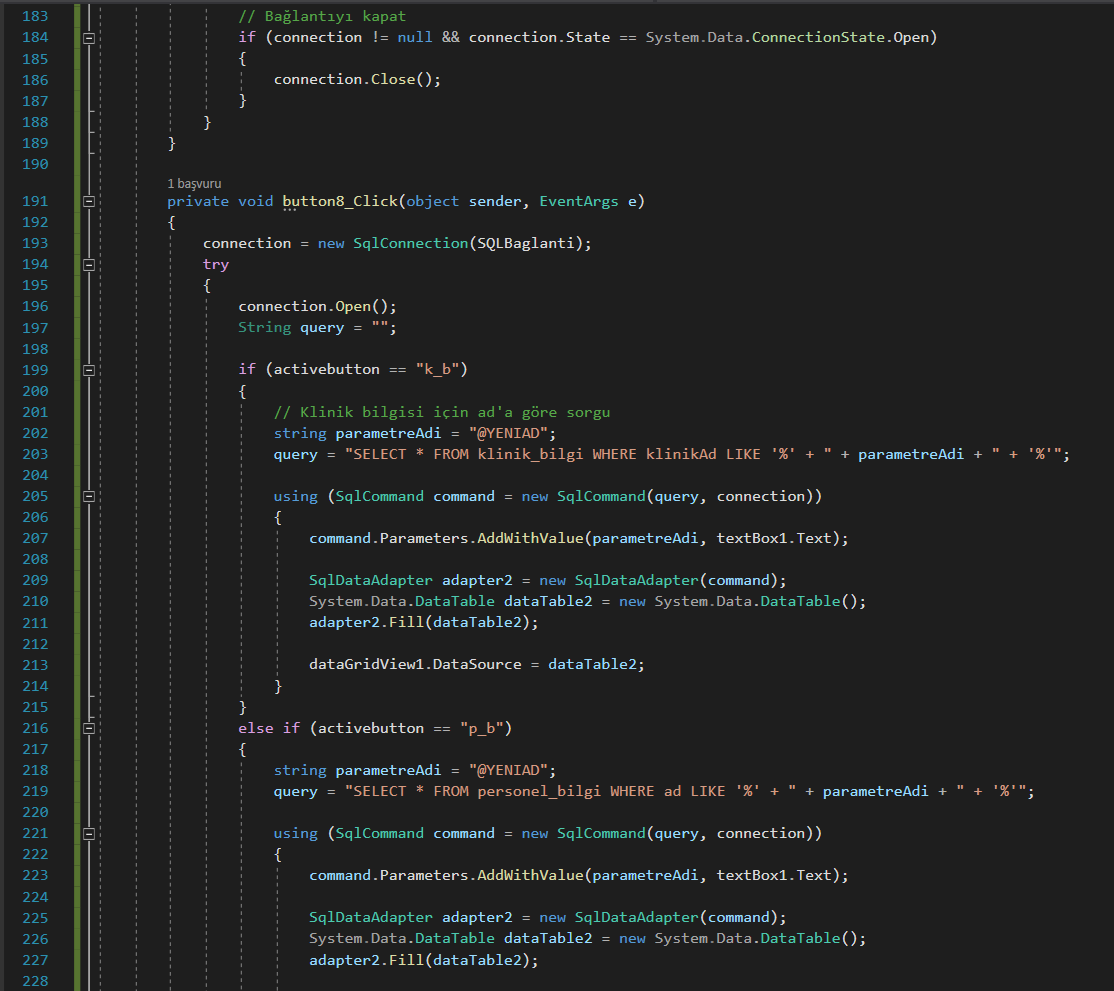 183 // Bağlantıyı kapat
184 if (connection != null && connection.State == System.Data.ConnectionState.Open)
185 {
186 connection.Close();
187 }
188 }
189 }
190
1 başvuru
191 private void button8_Click(object sender, EventArgs e)
192 {
193 connection = new SqlConnection(SQLBaglanti);
194 try
195 {
196 connection.Open();
197 String query = "";
198
199 if (activebutton == "k_b")
200 {
201 // Klinik bilgisi için ad'a göre sorgu
202 string parametreAdi = "@YENIAD";
203 query = "SELECT * FROM klinik_bilgi WHERE klinikAd LIKE '%' + " + parametreAdi + " + '%'";
204
205 using (SqlCommand command = new SqlCommand(query, connection))
206 {
207 command.Parameters.AddWithValue(parametreAdi, textBox1.Text);
208
209 SqlDataAdapter adapter2 = new SqlDataAdapter(command);
210 System.Data.DataTable dataTable2 = new System.Data.DataTable();
211 adapter2.Fill(dataTable2);
212
213 dataGridView1.DataSource = dataTable2;
214 }
215 }
216 else if (activebutton == "p_b")
217 {
218 string parametreAdi = "@YENIAD";
219 query = "SELECT * FROM personel_bilgi WHERE ad LIKE '%' + " + parametreAdi + " + '%'";
220
221 using (SqlCommand command = new SqlCommand(query, connection))
222 {
223 command.Parameters.AddWithValue(parametreAdi, textBox1.Text);
224
225 SqlDataAdapter adapter2 = new SqlDataAdapter(command);
226 System.Data.DataTable dataTable2 = new System.Data.DataTable();
227 adapter2.Fill(dataTable2);
228